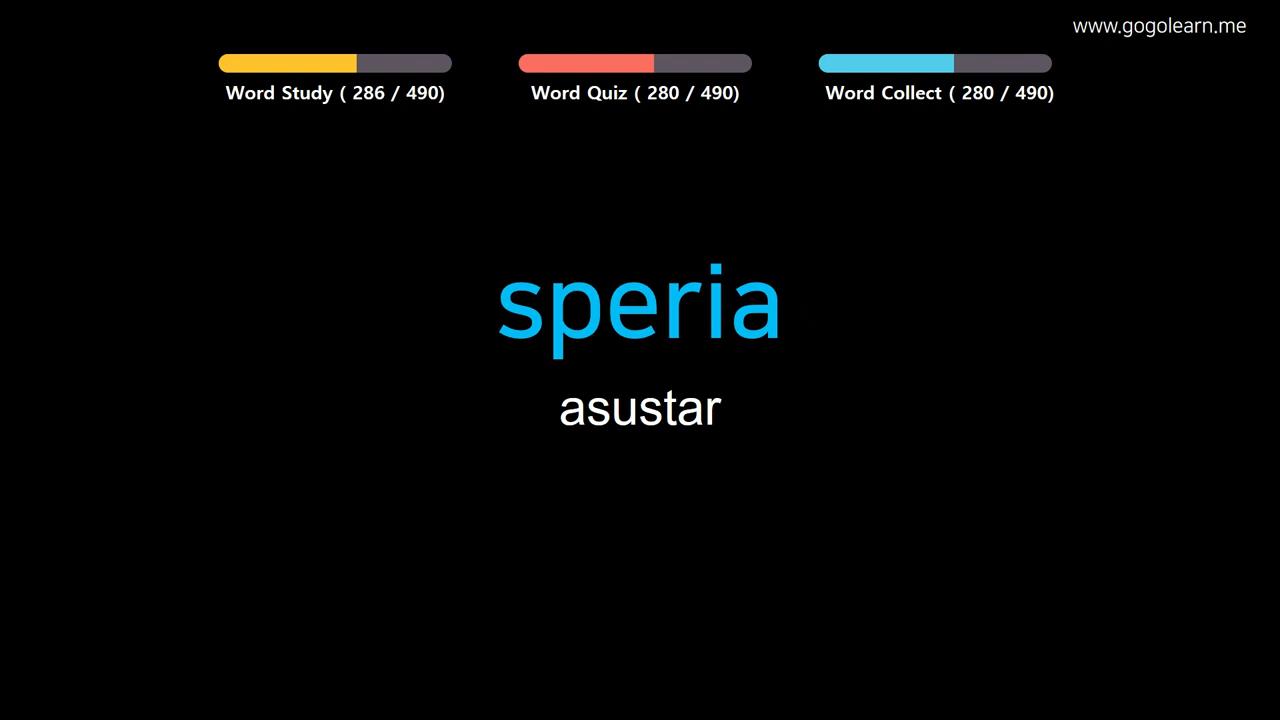 www.gogolearn.me
Word Study ( 286 / 490)
Word Quiz ( 280 / 490)
Word Collect ( 280 / 490)
speria
asustar